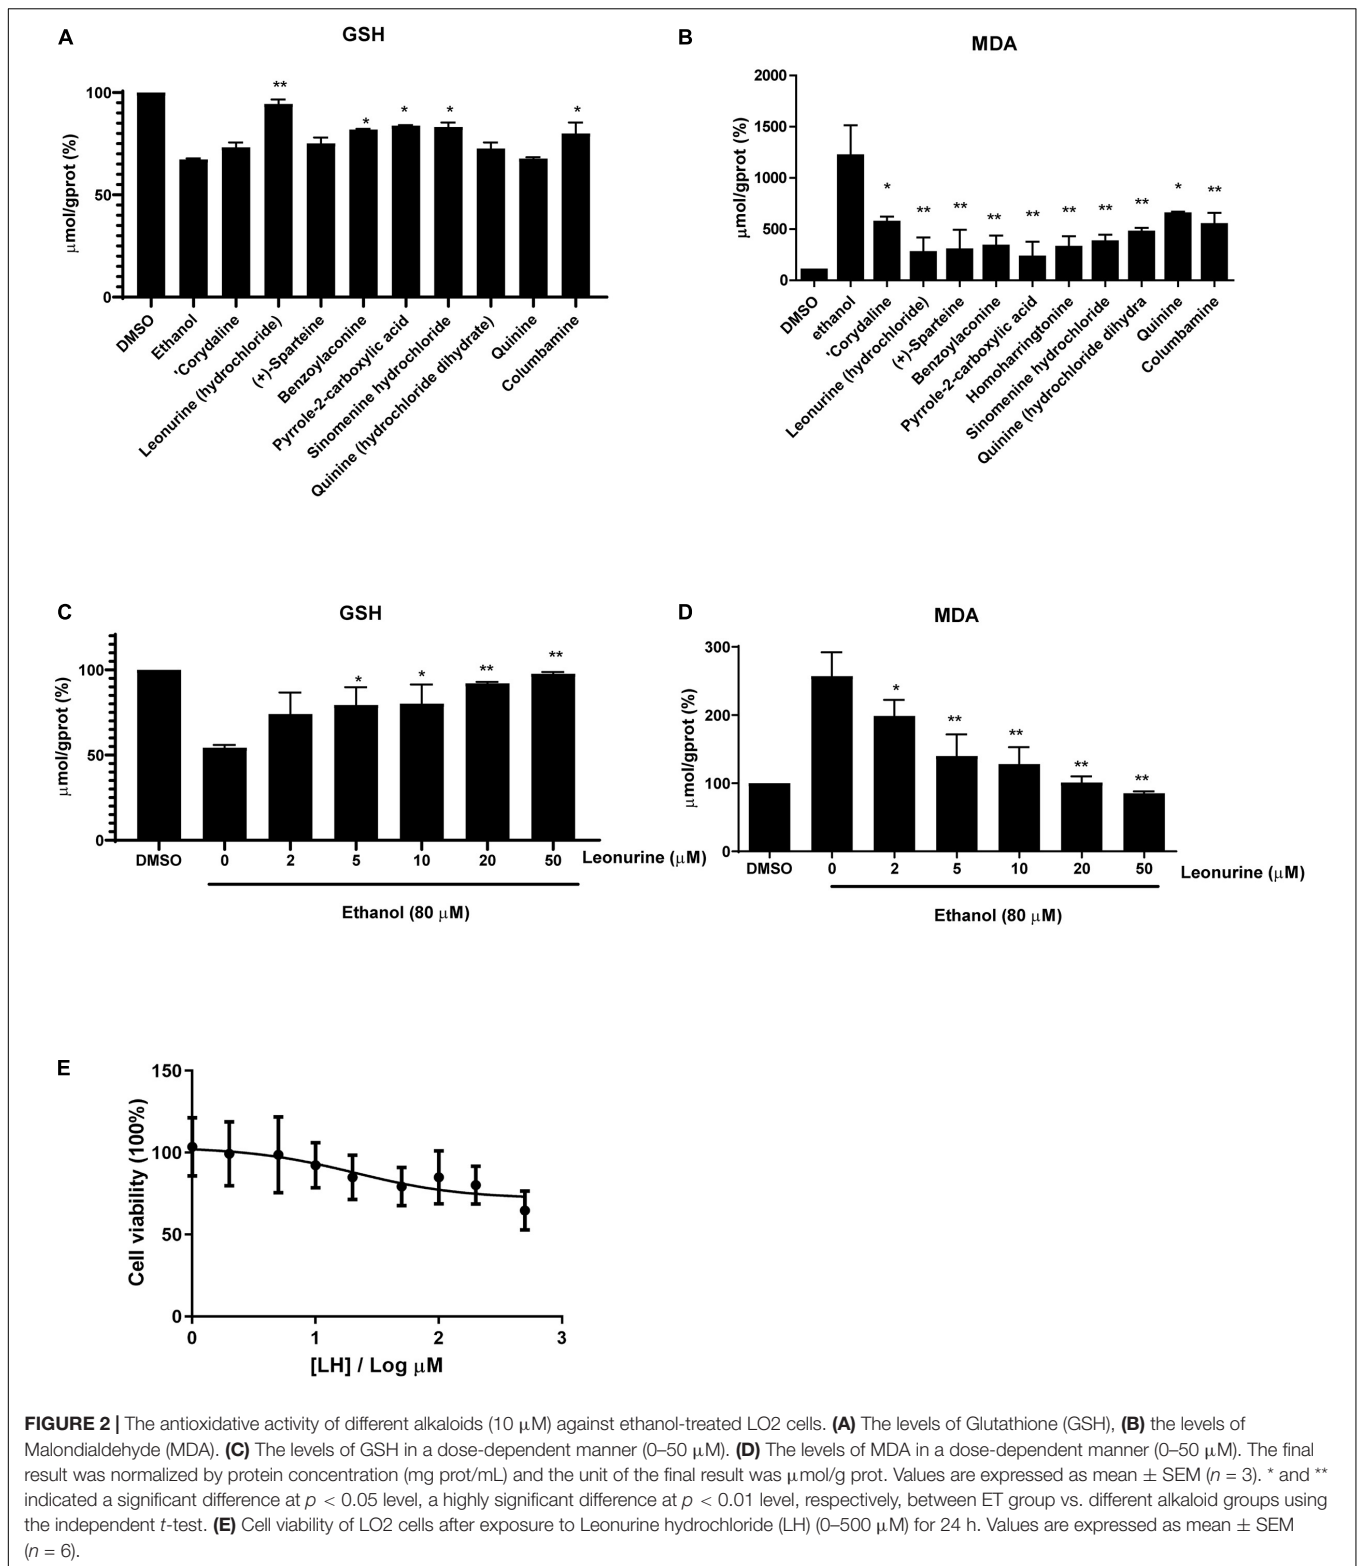 A
GSH
μmol/gprot (%)
100
50
0
**
*
*
*
*
DMSO
Ethanol
'Corydaline
Leonurine (hydrochloride)
(+)-Sparteine
Benzoylaconine
Pyrrole-2-carboxylic acid
Sinomenine hydrochloride
Quinine (hydrochloride dihydrate)
Quinine
Columbamine
B
MDA
μmol/gprot (%)
2000
1500
1000
500
0
*
**
**
**
**
**
**
**
*
**
DMSO
ethanol
'Corydaline
Leonurine (hydrochloride)
(+)-Sparteine
Benzoylaconine
Pyrrole-2-carboxylic acid
Homoharringtonine
Sinomenine hydrochloride
Quinine (hydrochloride dihydra
Quinine
Columbamine
C
GSH
μmol/gprot (%)
100
50
0
*
*
**
**
DMSO 0 2 5 10 20 50 Leonurine (μM)
Ethanol (80 μM)
D
MDA
μmol/gprot (%)
300
200
100
0
*
**
**
**
**
DMSO 0 2 5 10 20 50 Leonurine (μM)
Ethanol (80 μM)
E
Cell viability (100%)
150
100
50
0
0 1 2 3
[LH] / Log μM
FIGURE 2 | The antioxidative activity of different alkaloids (10 μM) against ethanol-treated LO2 cells. (A) The levels of Glutathione (GSH), (B) the levels of
Malondialdehyde (MDA). (C) The levels of GSH in a dose-dependent manner (0–50 μM). (D) The levels of MDA in a dose-dependent manner (0–50 μM). The final
result was normalized by protein concentration (mg prot/mL) and the unit of the final result was μmol/g prot. Values are expressed as mean ± SEM (n = 3). * and **
indicated a significant difference at p < 0.05 level, a highly significant difference at p < 0.01 level, respectively, between ET group vs. different alkaloid groups using
the independent t-test. (E) Cell viability of LO2 cells after exposure to Leonurine hydrochloride (LH) (0–500 μM) for 24 h. Values are expressed as mean ± SEM
(n = 6).